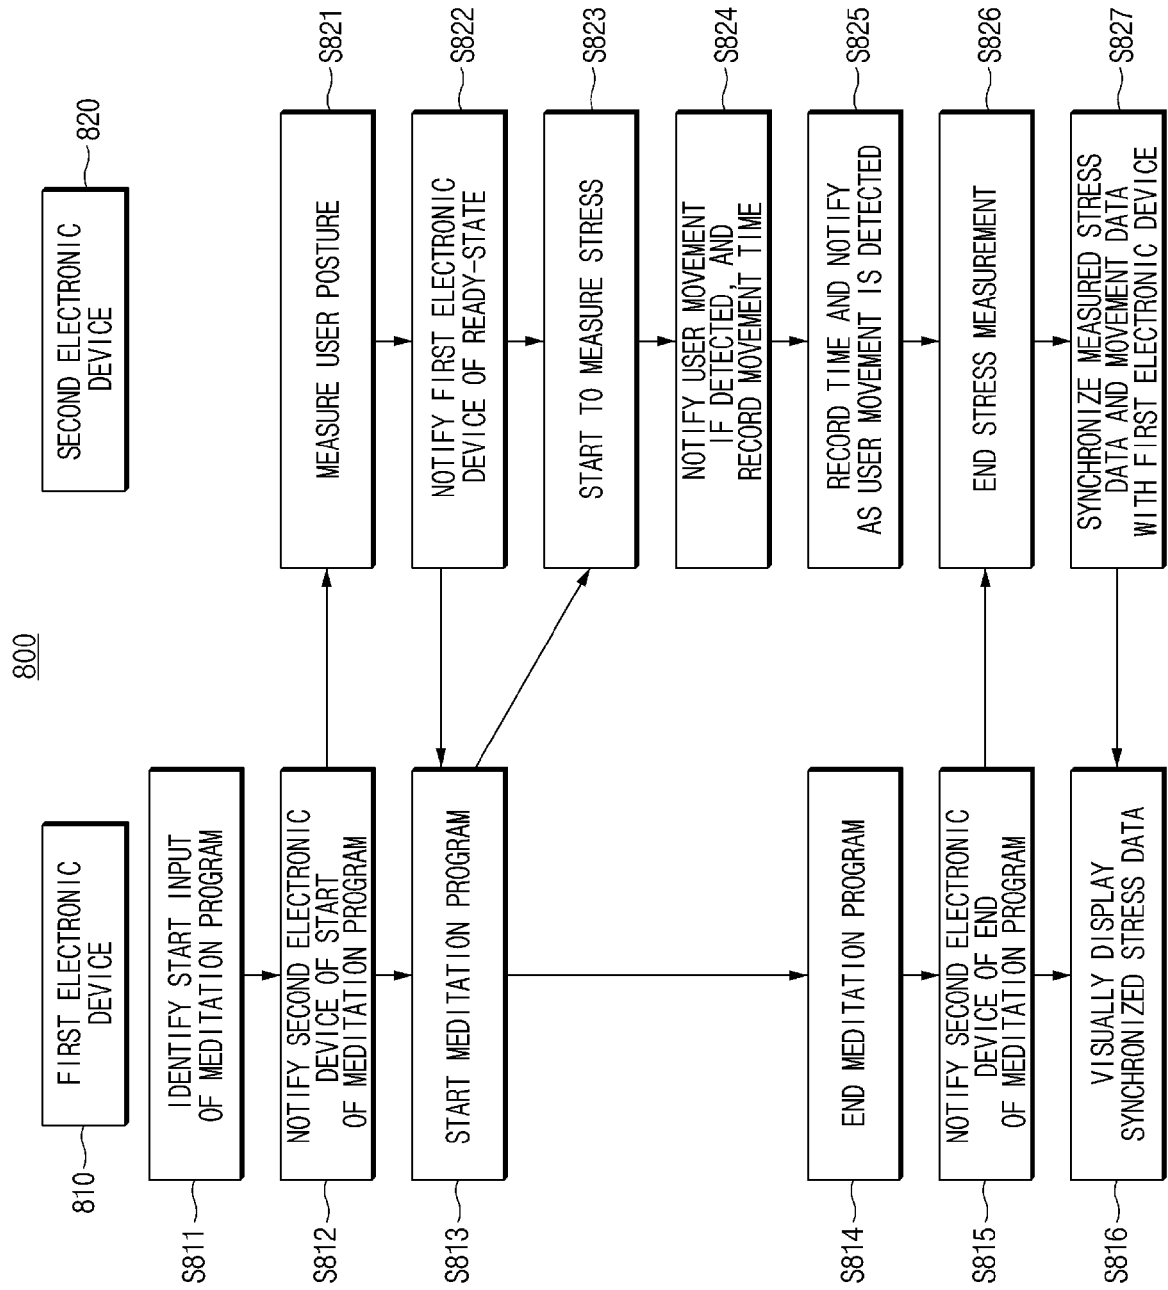 800
FIRST ELECTRONIC
DEVICE
810
SECOND ELECTRONIC
DEVICE
820
IDENTIFY START INPUT
OF MEDITATION PROGRAM
S811
NOTIFY SECOND ELECTRONIC
DEVICE OF START
OF MEDITATION PROGRAM
S812
MEASURE USER POSTURE
S821
START MEDITATION PROGRAM
S813
NOTIFY FIRST ELECTRONIC
DEVICE OF READY-STATE
S822
START TO MEASURE STRESS
S823
NOTIFY USER MOVEMENT
IF DETECTED, AND
RECORD MOVEMENT TIME
S824
END MEDITATION PROGRAM
S814
RECORD TIME AND NOTIFY
AS USER MOVEMENT IS DETECTED
S825
NOTIFY SECOND ELECTRONIC
DEVICE OF END
OF MEDITATION PROGRAM
S815
END STRESS MEASUREMENT
S826
VISUALLY DISPLAY
SYNCHRONIZED STRESS DATA
S816
SYNCHRONIZE MEASURED STRESS
DATA AND MOVEMENT DATA
WITH FIRST ELECTRONIC DEVICE
S827